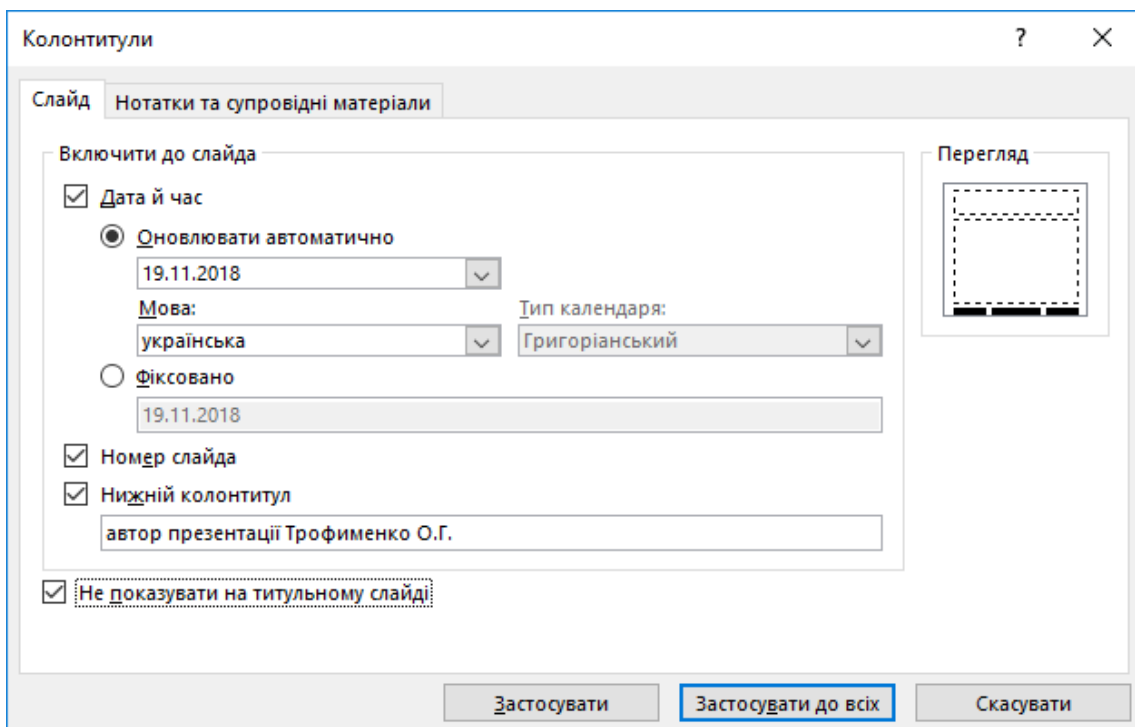 Колонтитули ?
Слайд Нотатки та супровідні матеріали
Включити до слайда Перегляд
Дата й час
Оновлювати автоматично
19.11.2018
Мова: Тип календаря:
українська Григоріанський
Фіксовано
19.11.2018
Номер слайда
Нижній колонтитул
автор презентації Трофименко О.Г.
Не показувати на титульному слайді
Застосувати Застосувати до всіх Скасувати